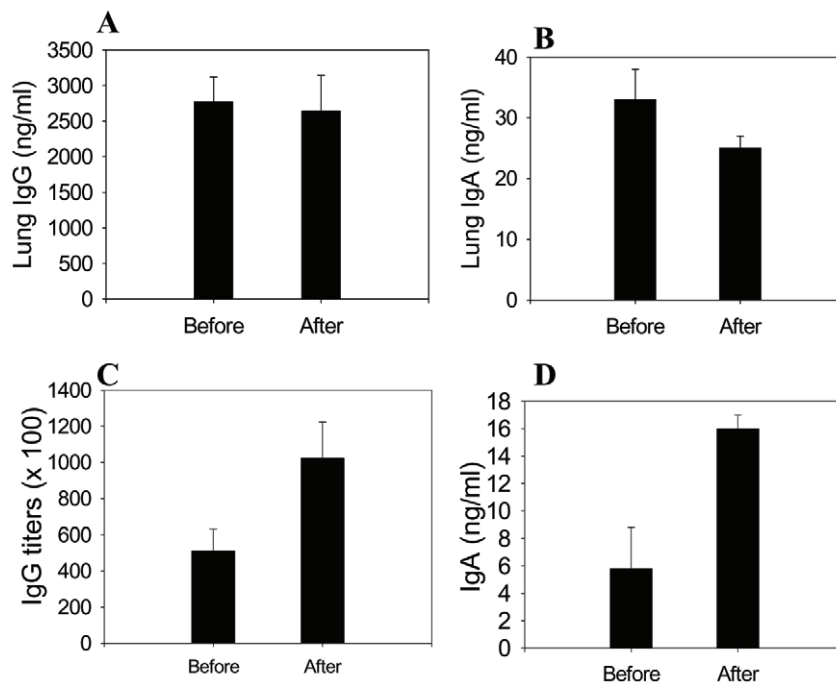 A
Lung IgG (ng/ml)
3500
3000
2500
2000
1500
1000
500
0
Before After
B
Lung IgA (ng/ml)
40
30
20
10
0
Before After
C
IgG titers (x 100)
1400
1200
1000
800
600
400
200
0
Before After
D
IgA (ng/ml)
18
16
14
12
10
8
6
4
2
0
Before After